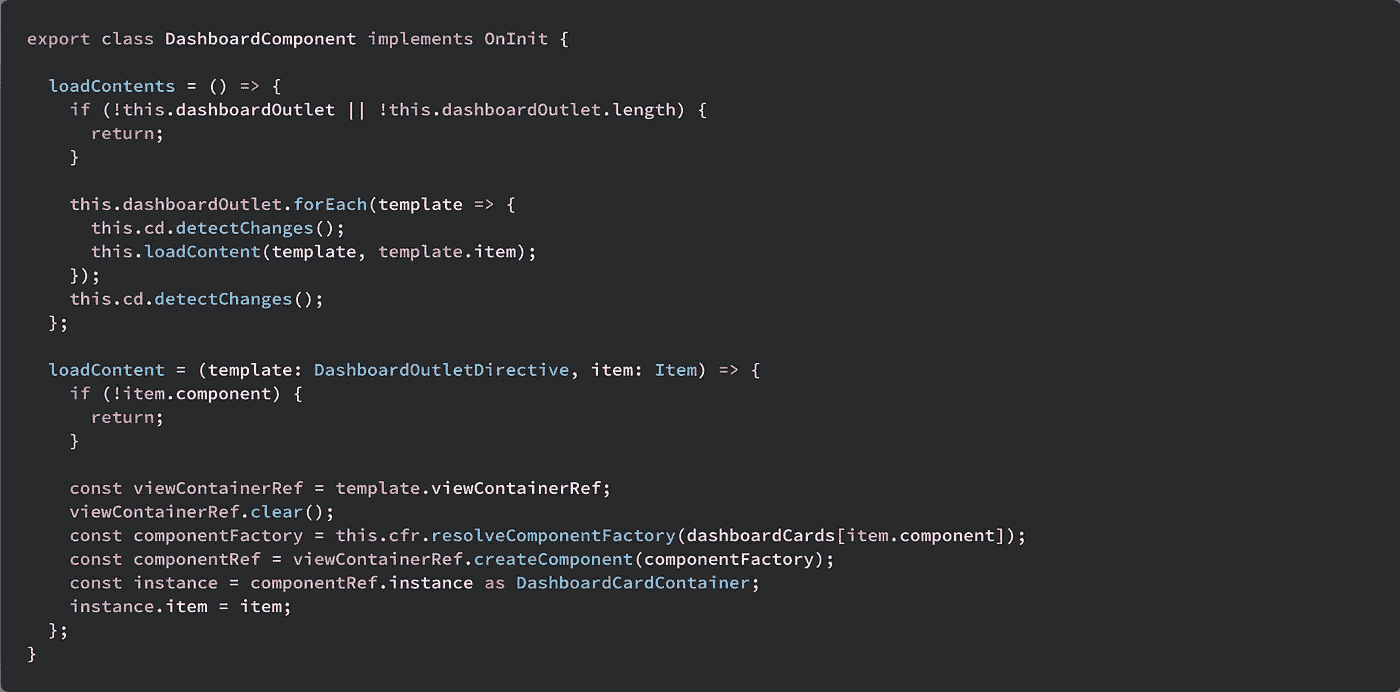 export class DashboardComponent implements OnInit {
  loadContents = () => {
    if (!this.dashboardOutlet || !this.dashboardOutlet.length) {
      return;
    }
    this.dashboardOutlet.forEach(template => {
      this.cd.detectChanges();
      this.loadContent(template, template.item);
    });
    this.cd.detectChanges();
  };
  loadContent = (template: DashboardOutletDirective, item: Item) => {
    if (!item.component) {
      return;
    }
    const viewContainerRef = template.viewContainerRef;
    viewContainerRef.clear();
    const componentFactory = this.cfr.resolveComponentFactory(dashboardCards[item.component]);
    const componentRef = viewContainerRef.createComponent(componentFactory);
    const instance = componentRef.instance as DashboardCardContainer;
    instance.item = item;
  };
}